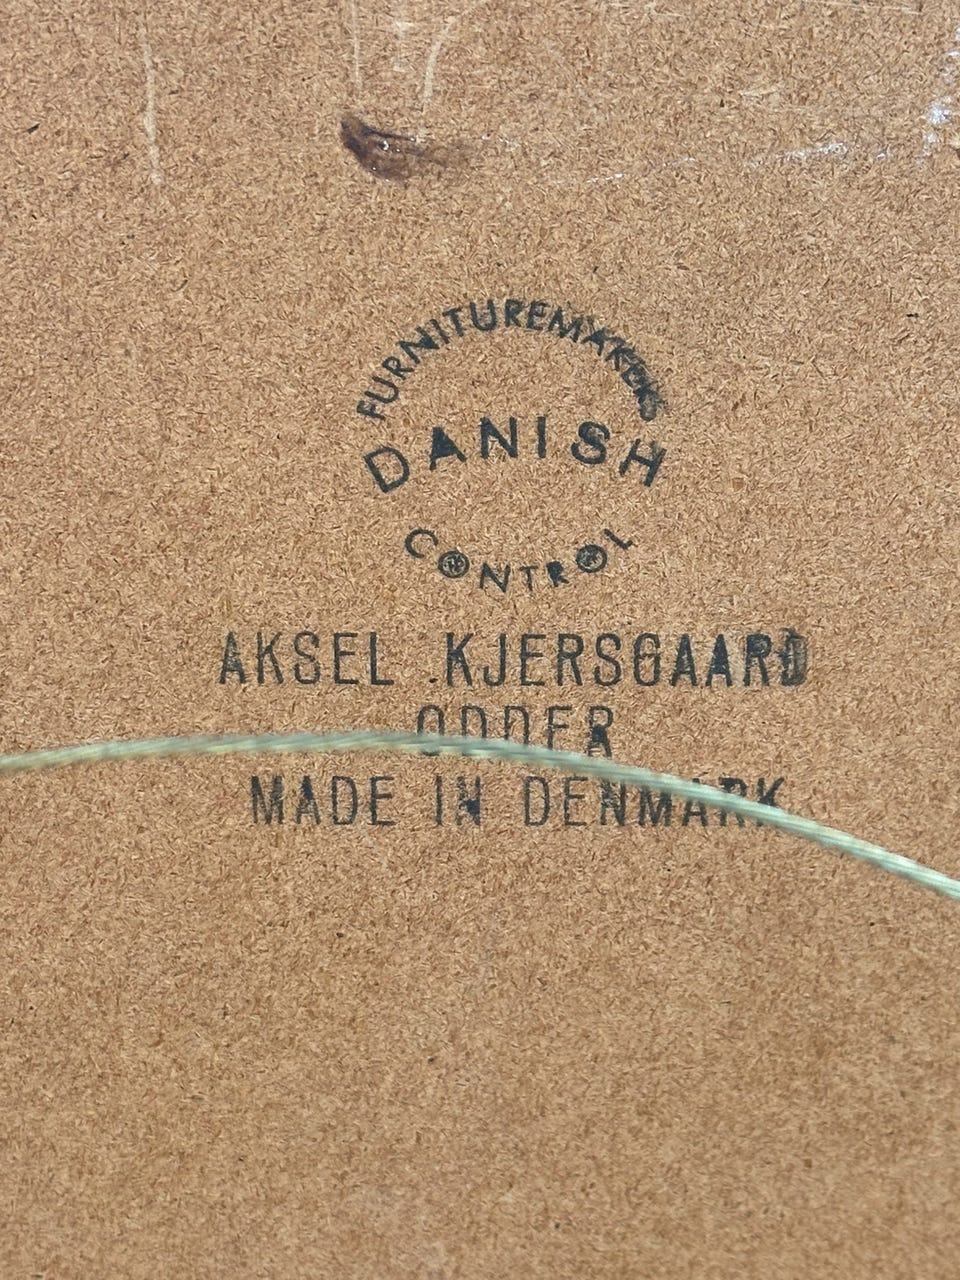 FURNITUREMAKERS
DANISH
CONTROL
AKSEL KJERSGAARD
ODDER
MADE IN DENMARK